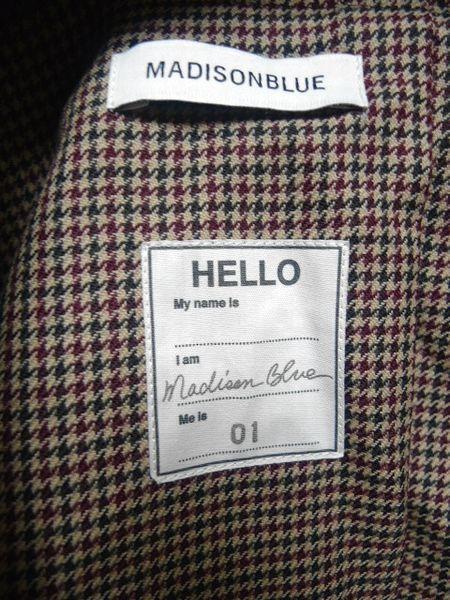 MADISONBLUE
HELLO
My name is
I am
Madison Blue
Me is
01